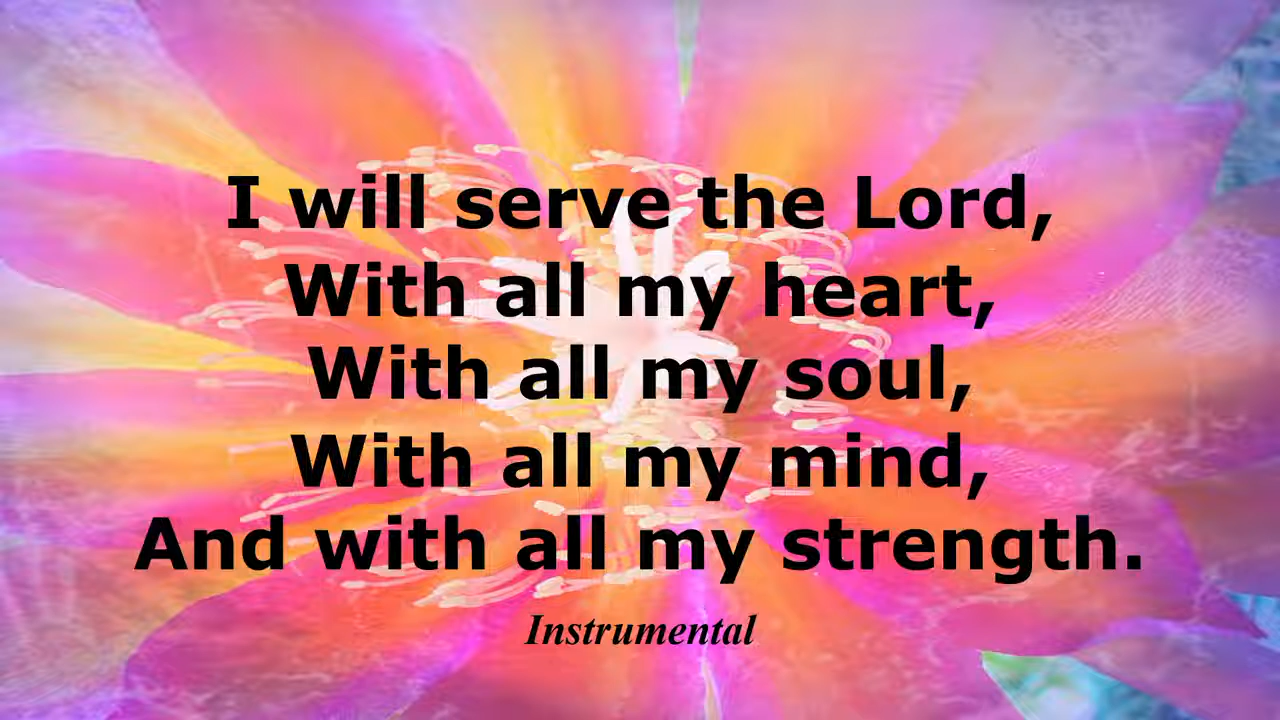 I will serve the Lord,
With all my heart,
With all my soul,
With all my mind,
And with all my strength.
Instrumental